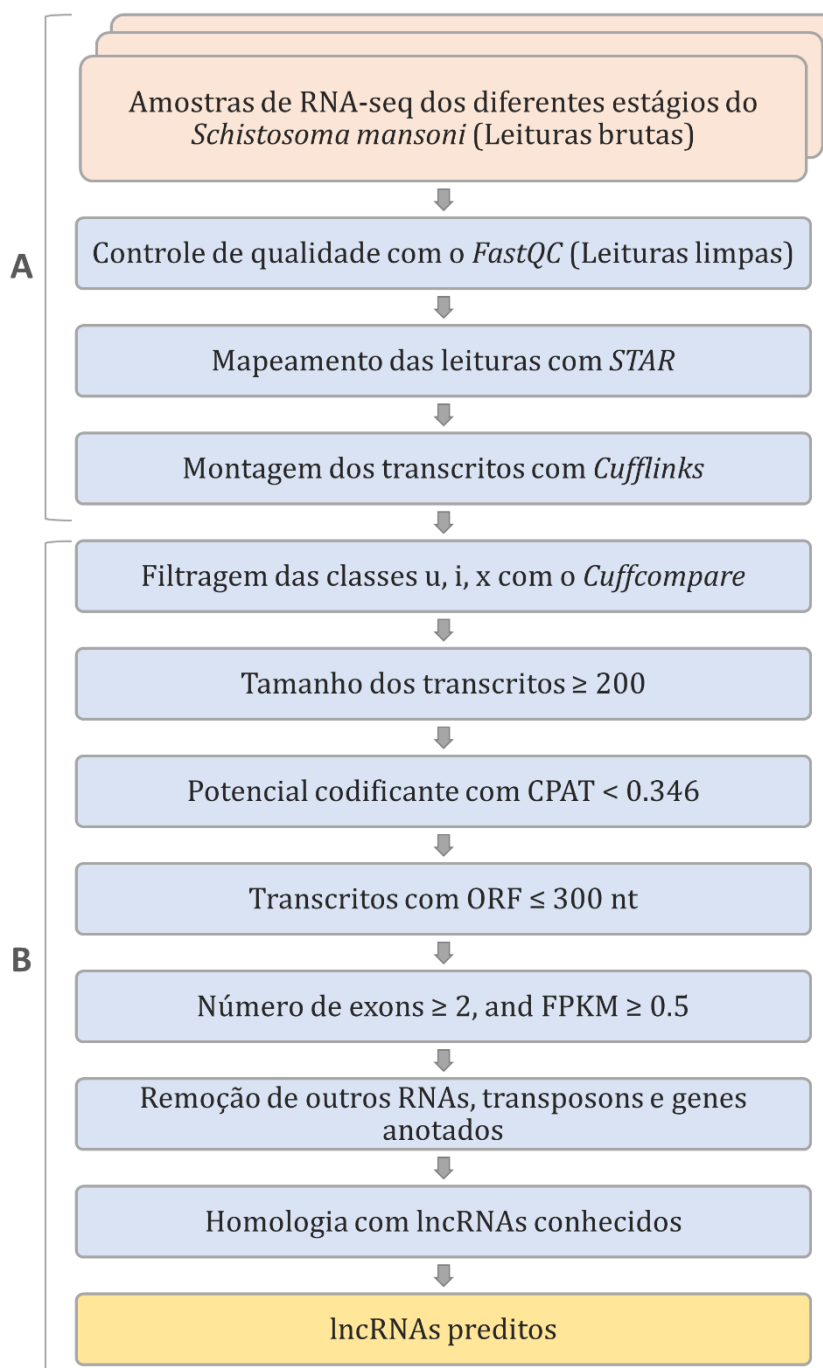 Amostras de RNA-seq dos diferentes estágios do
Schistosoma mansoni (Leituras brutas)
A
Controle de qualidade com o FastQC (Leituras limpas)
Mapeamento das leituras com STAR
Montagem dos transcritos com Cufflinks
Filtragem das classes u, i, x com o Cuffcompare
Tamanho dos transcritos ≥ 200
Potencial codificante com CPAT < 0.346
Transcritos com ORF ≤ 300 nt
B
Número de exons ≥ 2, and FPKM ≥ 0.5
Remoção de outros RNAs, transposons e genes
anotados
Homologia com lncRNAs conhecidos
lncRNAs preditos